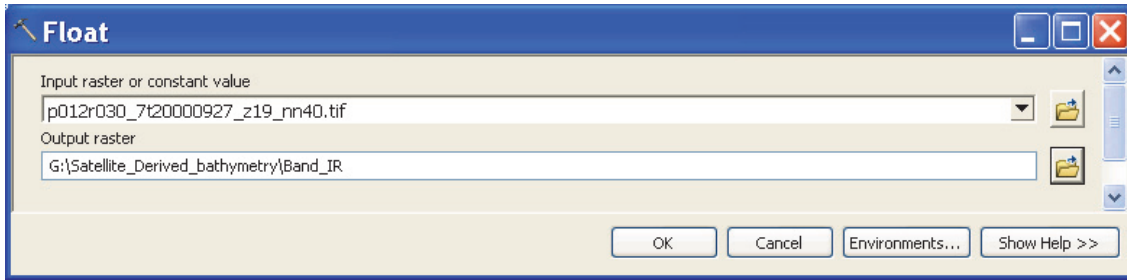 Float
Input raster or constant value
p012r030_7t20000927_z19_nn40.tif
Output raster
G:\Satellite_Derived_bathymetry\Band_IR
OK Cancel Environments... Show Help >>